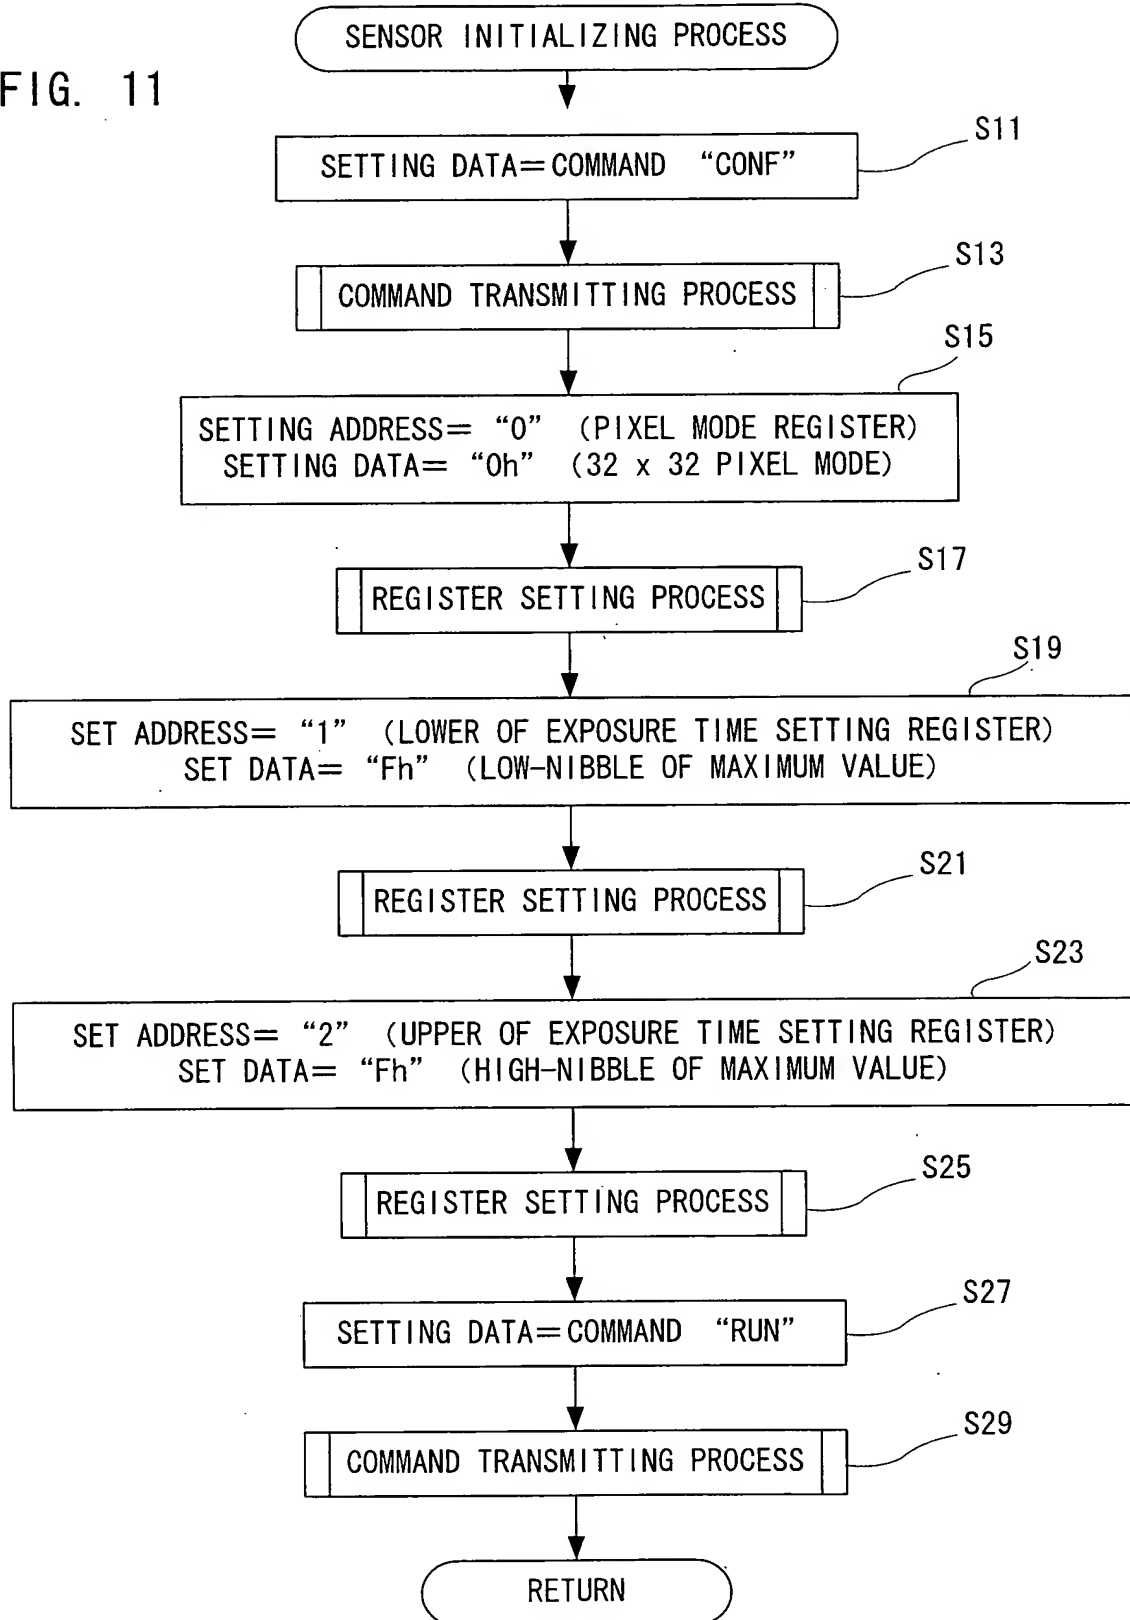 SENSOR INITIALIZING PROCESS
FIG. 11
S11
SETTING DATA=COMMAND “CONF”
S13
COMMAND TRANSMITTING PROCESS
S15
SETTING ADDRESS= “0” (PIXEL MODE REGISTER)
SETTING DATA= “0h” (32 x 32 PIXEL MODE)
S17
REGISTER SETTING PROCESS
S19
SET ADDRESS= “1” (LOWER OF EXPOSURE TIME SETTING REGISTER)
SET DATA= “Fh” (LOW-NIBBLE OF MAXIMUM VALUE)
S21
REGISTER SETTING PROCESS
S23
SET ADDRESS= “2” (UPPER OF EXPOSURE TIME SETTING REGISTER)
SET DATA= “Fh” (HIGH-NIBBLE OF MAXIMUM VALUE)
S25
REGISTER SETTING PROCESS
S27
SETTING DATA=COMMAND “RUN”
S29
COMMAND TRANSMITTING PROCESS
RETURN